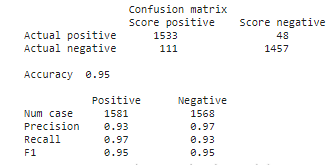 Confusion matrix
Score positive Score negative
Actual positive 1533 48
Actual negative 111 1457
Accuracy 0.95
Positive Negative
Num case 1581 1568
Precision 0.93 0.97
Recall 0.97 0.93
F1 0.95 0.95